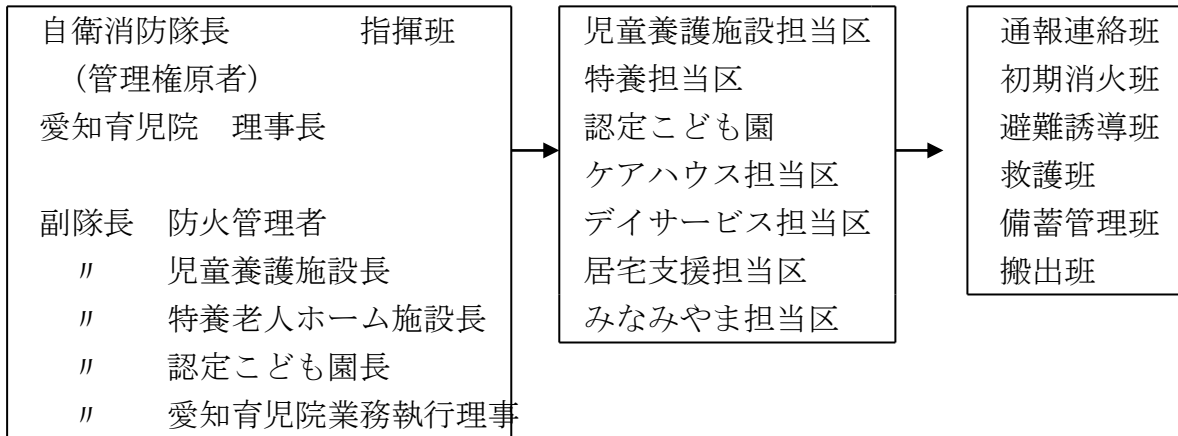 自衛消防隊長　　　　指揮班
（管理権原者）
愛知育児院　理事長
副隊長　防火管理者
〃　　児童養護施設長
〃　　特養老人ホーム施設長
〃　　認定こども園長
〃　　愛知育児院業務執行理事
児童養護施設担当区
特養担当区
認定こども園
ケアハウス担当区
デイサービス担当区
居宅支援担当区
みなみやま担当区
通報連絡班
初期消火班
避難誘導班
救護班
備蓄管理班
搬出班